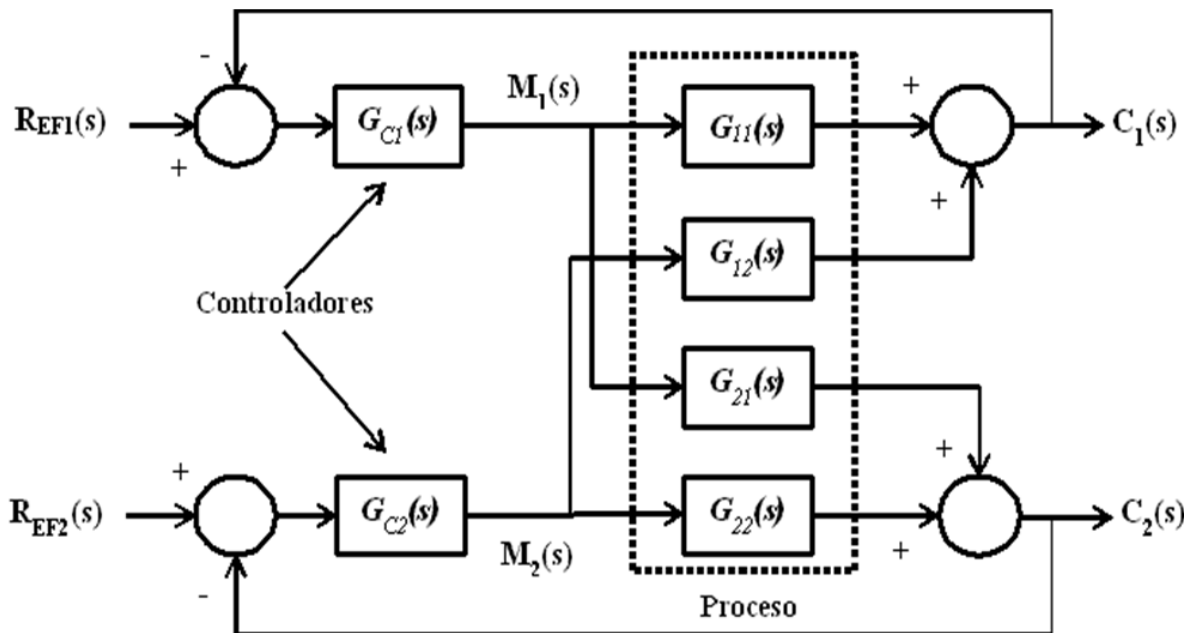 -
R_EF1(s)
+
G_C1(s)
M_1(s)
G_11(s)
+
+
C_1(s)
G_12(s)
Controladores
G_21(s)
+
R_EF2(s)
+
-
G_C2(s)
M_2(s)
G_22(s)
+
C_2(s)
Proceso